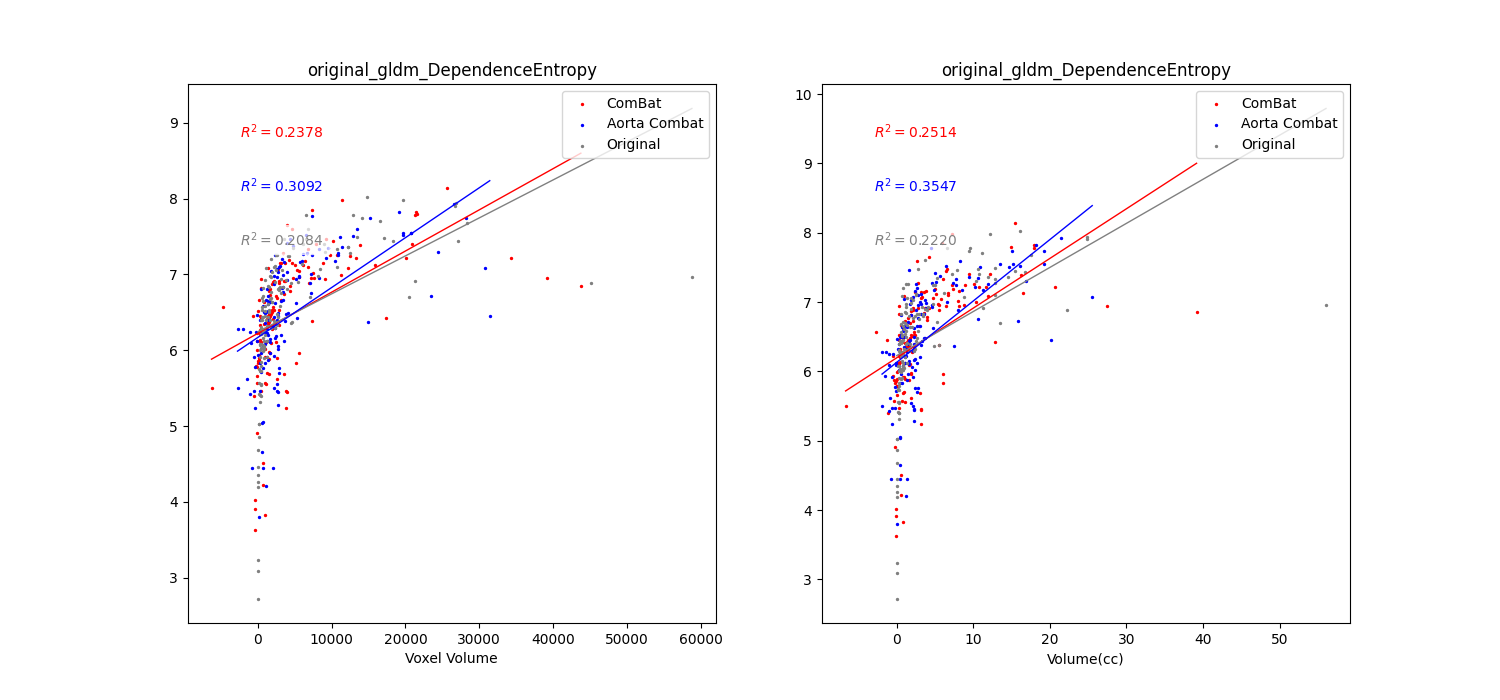 original_gldm_DependenceEntropy
R² = 0.2378
R² = 0.3092
R² = 0.2084
ComBat
Aorta Combat
Original
9
8
7
6
5
4
3
0 10000 20000 30000 40000 50000 60000
Voxel Volume
original_gldm_DependenceEntropy
R² = 0.2514
R² = 0.3547
R² = 0.2220
ComBat
Aorta Combat
Original
10
9
8
7
6
5
4
3
0 10 20 30 40 50
Volume(cc)